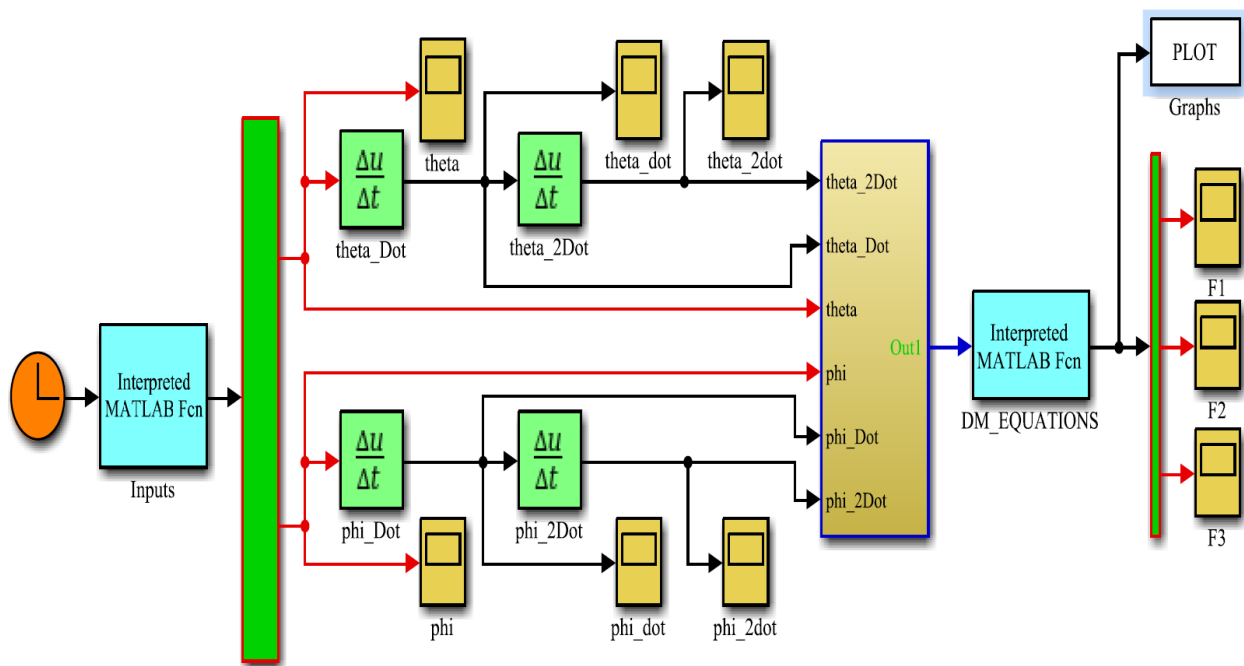 PLOT
Graphs
theta
theta_dot
theta_2dot
Δu
Δt
theta_Dot
Δu
Δt
theta_2Dot
theta_2Dot
theta_Dot
theta
phi
phi_Dot
phi_2Dot
Out1
Interpreted
MATLAB Fcn
Inputs
Interpreted
MATLAB Fcn
DM_EQUATIONS
F1
F2
F3
Δu
Δt
phi_Dot
Δu
Δt
phi_2Dot
phi
phi_dot
phi_2dot